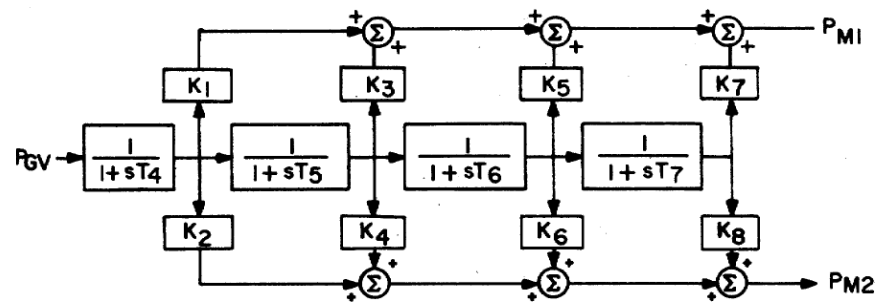 + + + + + + P_M1
Σ Σ Σ
K1 K3 K5 K7
P_GV 1/(1+sT4) 1/(1+sT5) 1/(1+sT6) 1/(1+sT7)
K2 K4 K6 K8
+ + + + + + P_M2
Σ Σ Σ